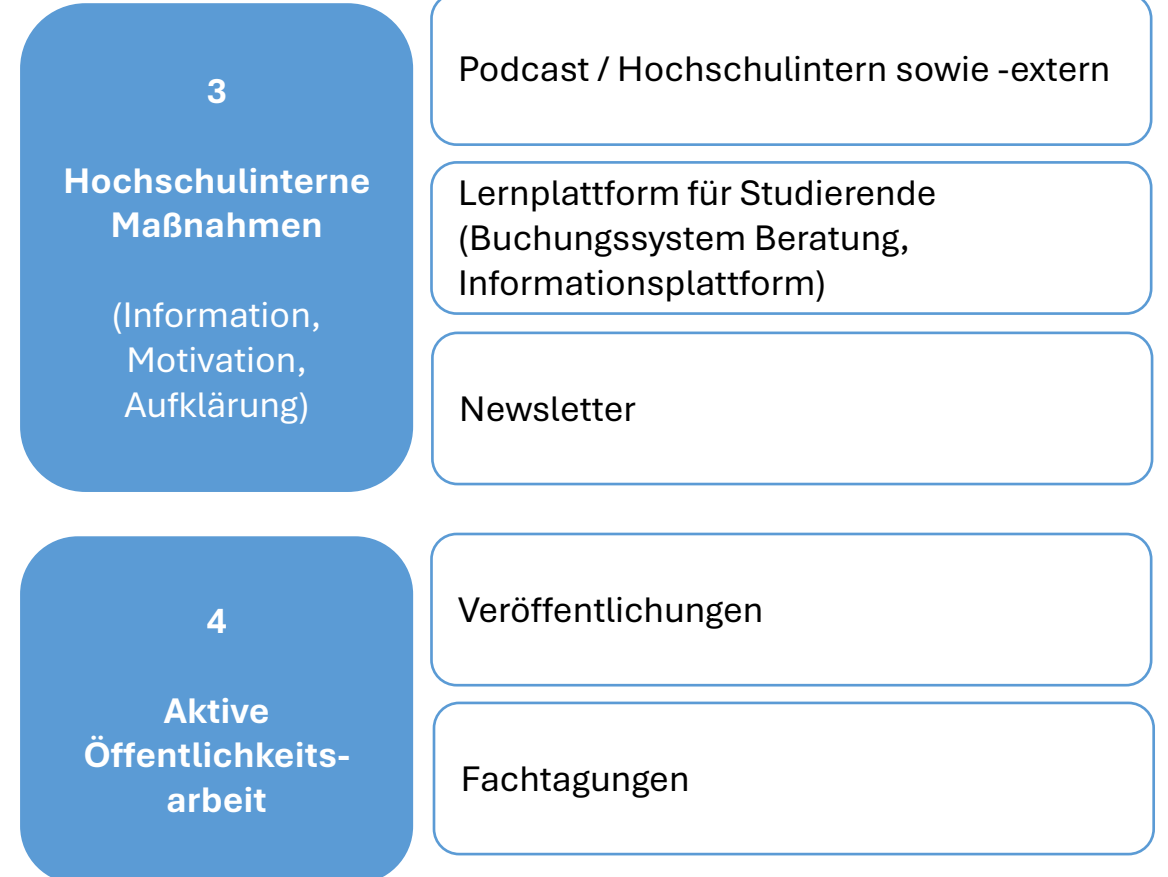 3
Hochschulinterne
Maßnahmen
(Information,
Motivation,
Aufklärung)
Podcast / Hochschulintern sowie -extern
Lernplattform für Studierende
(Buchungssystem Beratung,
Informationsplattform)
Newsletter
4
Aktive
Öffentlichkeits-
arbeit
Veröffentlichungen
Fachtagungen